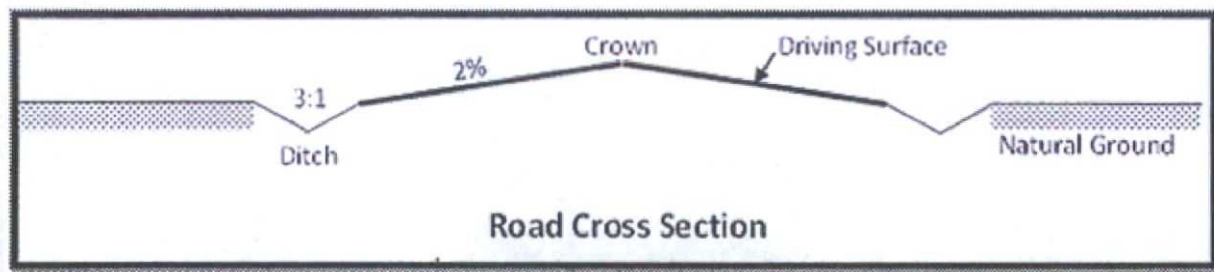 Crown
Driving Surface
2%
3:1
Ditch
Natural Ground
Road Cross Section